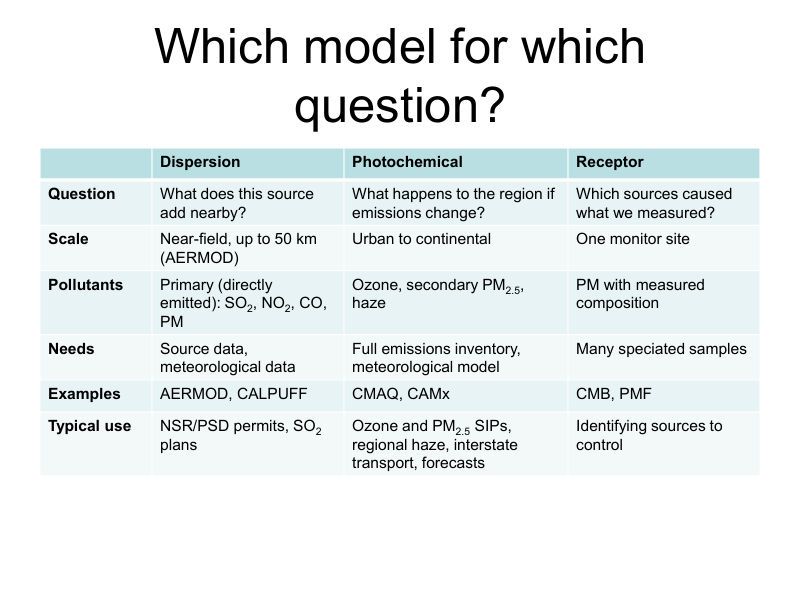 Which model for which
question?
Dispersion Photochemical Receptor
Question What does this source add nearby? What happens to the region if emissions change? Which sources caused what we measured?
Scale Near-field, up to 50 km (AERMOD) Urban to continental One monitor site
Pollutants Primary (directly emitted): SO₂, NO₂, CO, PM Ozone, secondary PM₂.₅, haze PM with measured composition
Needs Source data, meteorological data Full emissions inventory, meteorological model Many speciated samples
Examples AERMOD, CALPUFF CMAQ, CAMx CMB, PMF
Typical use NSR/PSD permits, SO₂ plans Ozone and PM₂.₅ SIPs, regional haze, interstate transport, forecasts Identifying sources to control